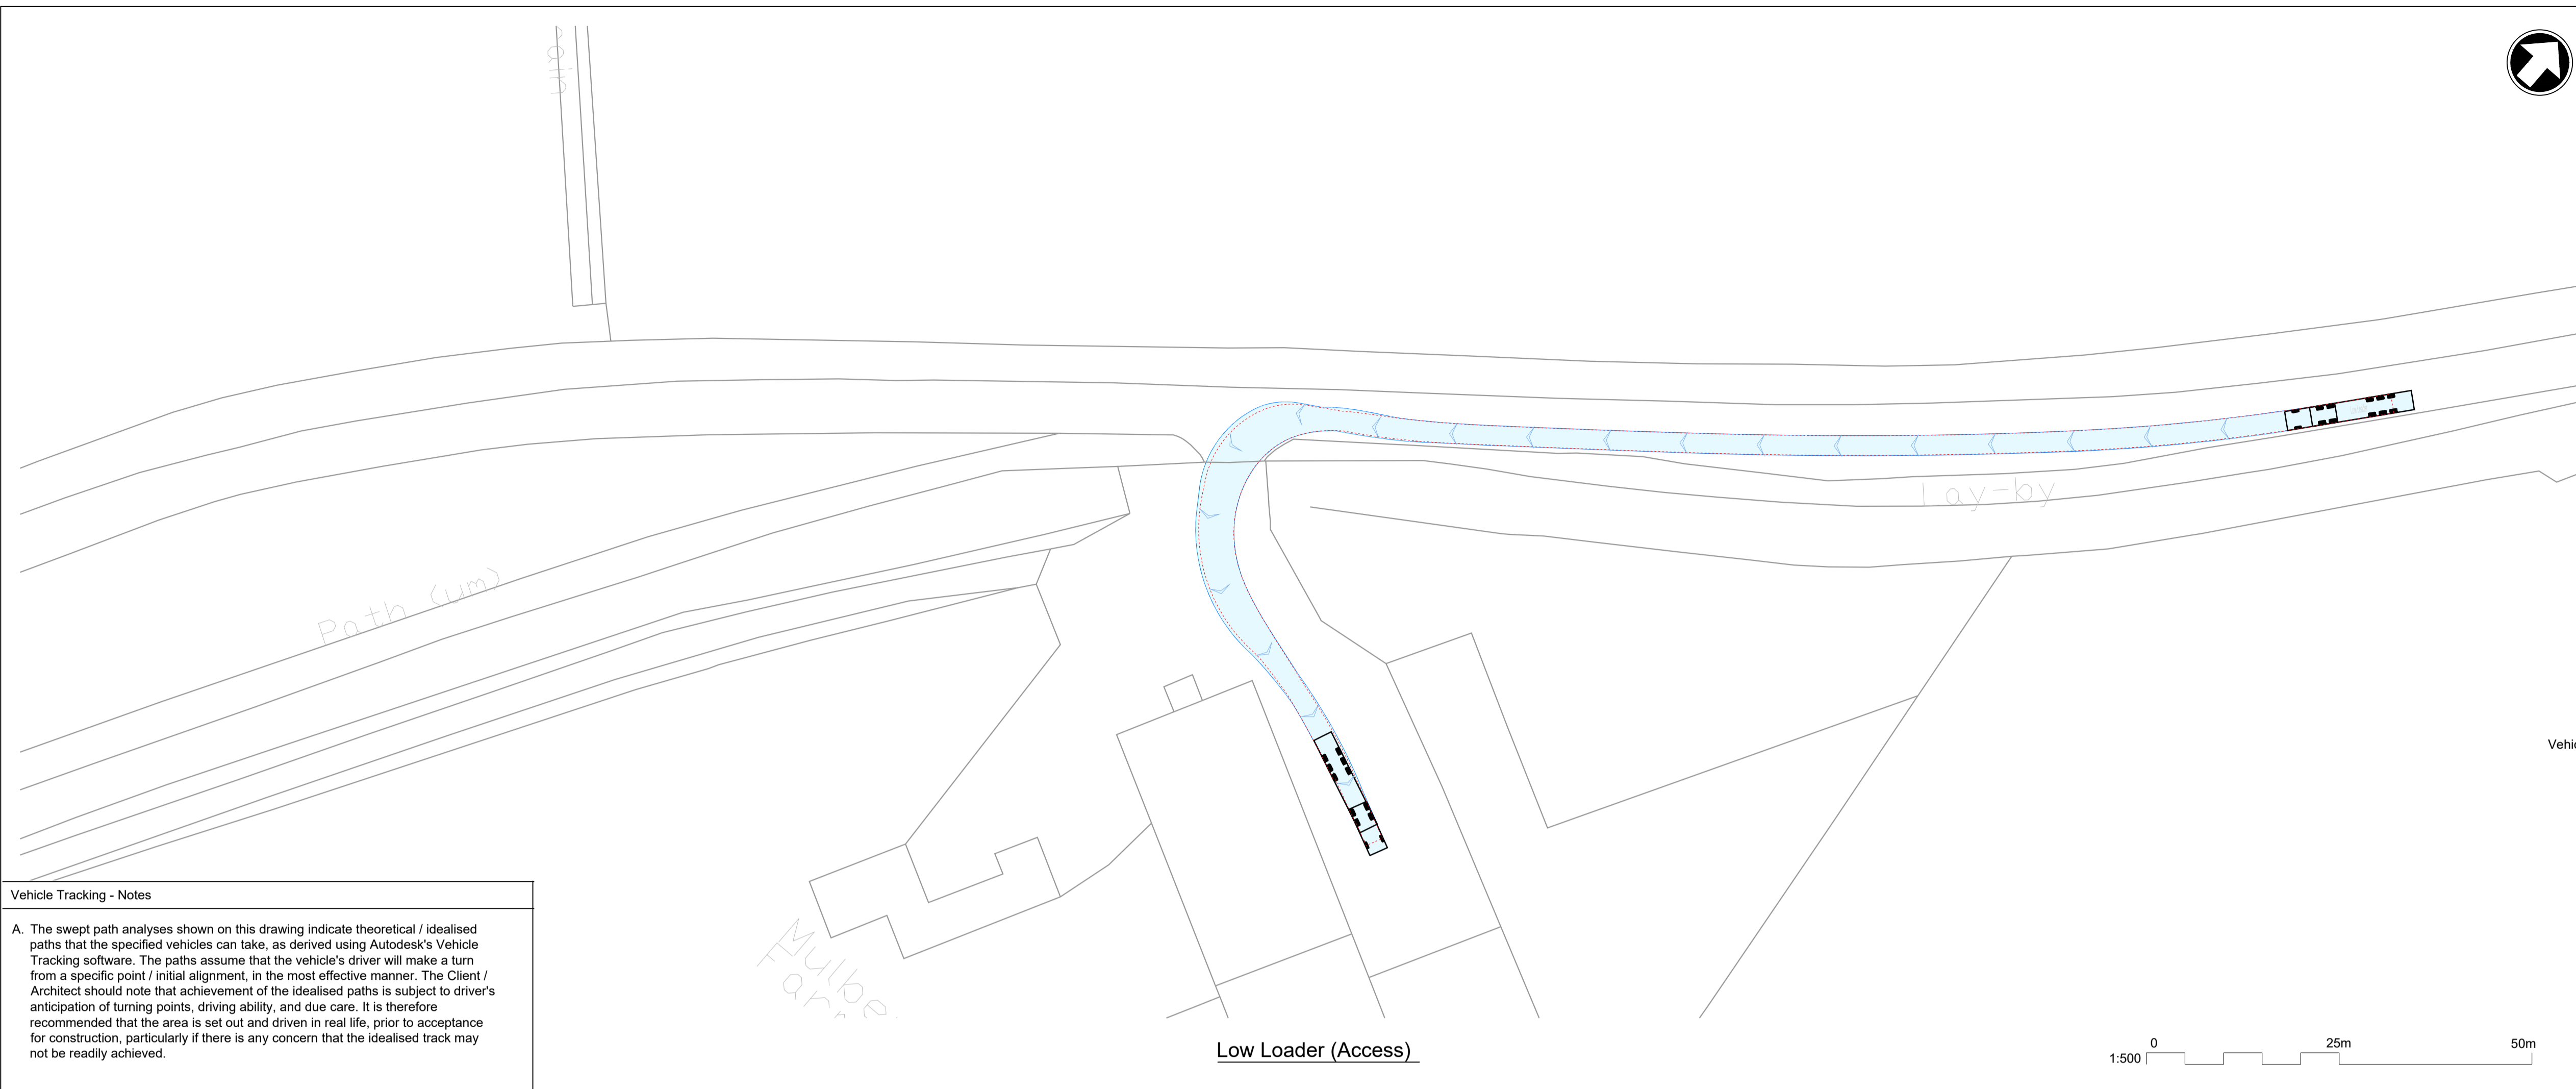 Path (um)
lay-by
Vehicle Tracking - Notes
A. The swept path analyses shown on this drawing indicate theoretical / idealised
paths that the specified vehicles can take, as derived using Autodesk's Vehicle
Tracking software. The paths assume that the vehicle's driver will make a turn
from a specific point / initial alignment, in the most effective manner. The Client /
Architect should note that achievement of the idealised paths is subject to driver's
anticipation of turning points, driving ability, and due care. It is therefore
recommended that the area is set out and driven in real life, prior to acceptance
for construction, particularly if there is any concern that the idealised track may
not be readily achieved.
Low Loader (Access)
0 25m 50m
1:500